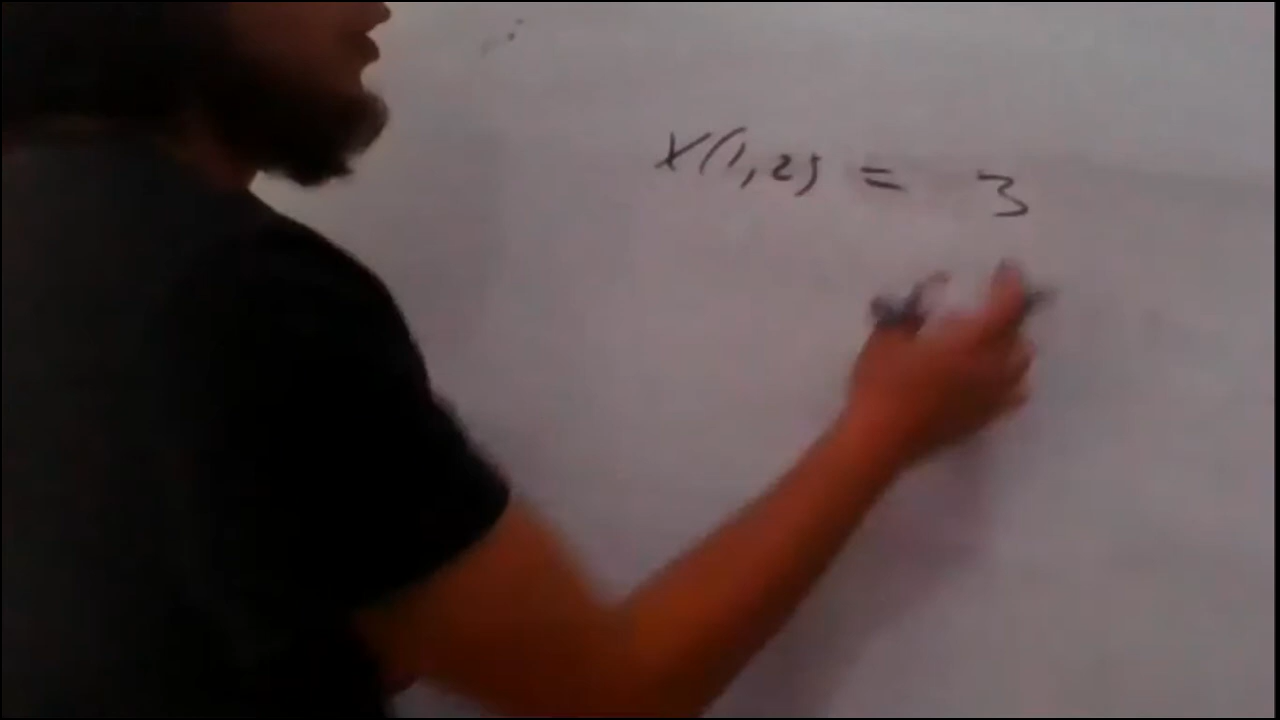 x(1,2) = 3